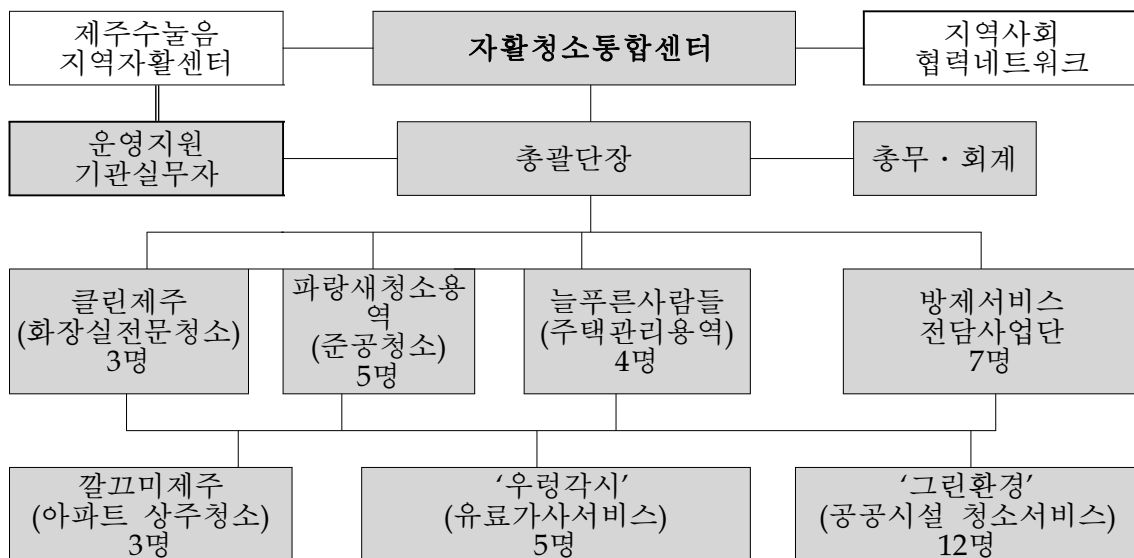 제주수눌음
지역자활센터
자활청소통합센터
지역사회
협력네트워크
운영지원
기관실무자
총괄단장
총무·회계
클린제주
(화장실전문청소)
3명
파랑새청소용
역
(준공청소)
5명
늘푸른사람들
(주택관리용역)
4명
방제서비스
전담사업단
7명
깔끄미제주
(아파트 상주청소)
3명
'우렁각시'
(유료가사서비스)
5명
'그린환경'
(공공시설 청소서비스)
12명